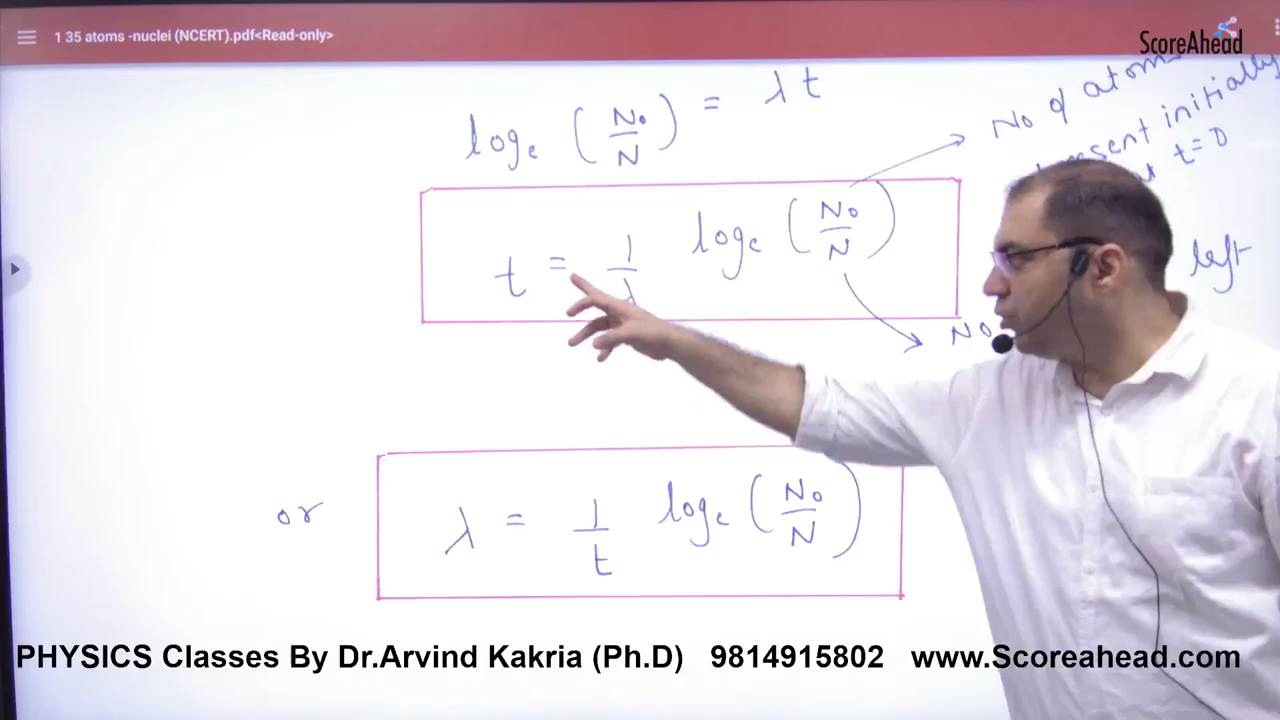 1 35 atoms -nuclei (NCERT).pdf<Read-only>
ScoreAhead
logₑ (N₀/N) = λt
No of atoms
present initially
at t=0
t = 1/λ logₑ (N₀/N)
left
No
or λ = 1/t logₑ (N₀/N)
PHYSICS Classes By Dr.Arvind Kakria (Ph.D) 9814915802 www.Scoreahead.com